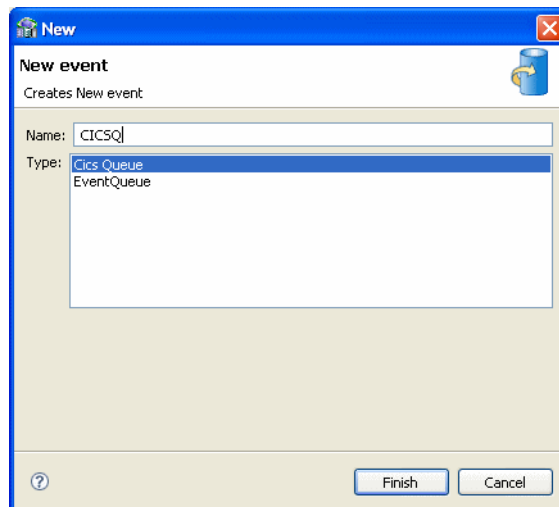 New
New event
Creates New event
Name: CICSQ
Type: Cics Queue
EventQueue
? Finish Cancel